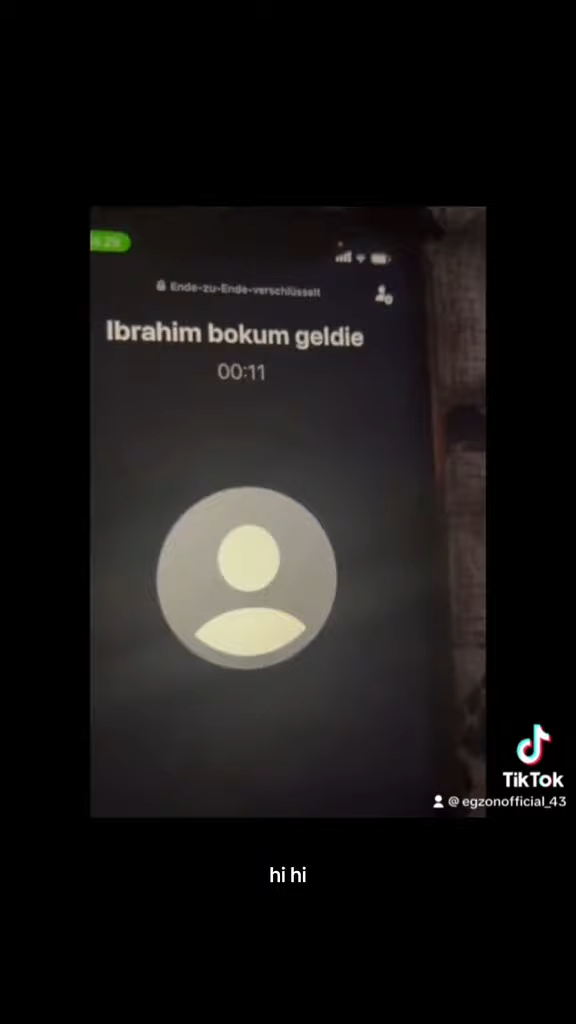 Ende-zu-Ende-verschlüsselt
Ibrahim bokum geldie
00:11
TikTok
@egzonofficial_43
hi hi